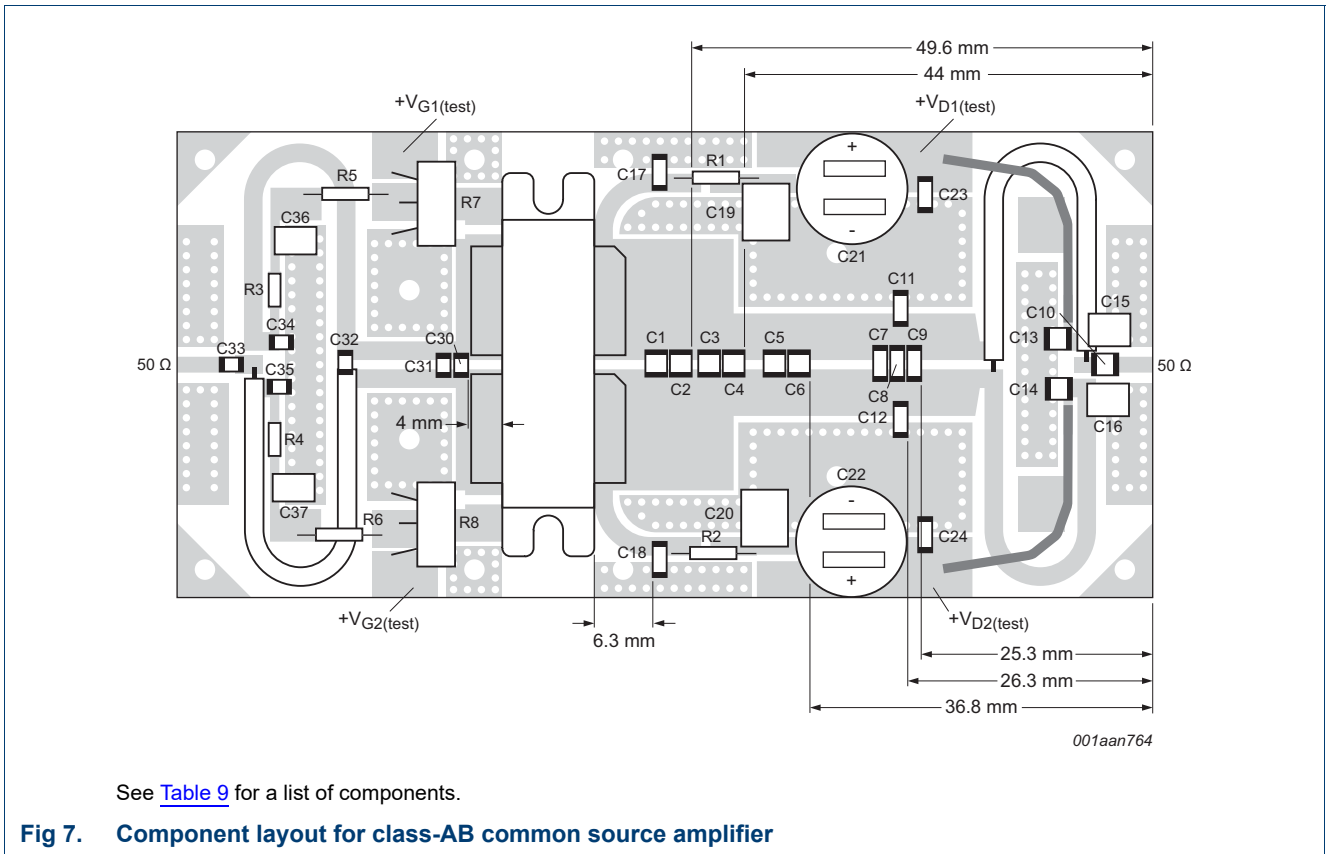 49.6 mm
44 mm
+VG1(test)
+VD1(test)
C17
R1
+
R5
R7
C19
C23
C36
-
C21
R3
C11
C10
C15
C34
C32
C30
C1
C3
C5
C7
C9
C13
C33
50 Ω
C31
50 Ω
C35
C2
C4
C6
C8
C14
C12
C16
4 mm
R4
C22
C37
R6
R8
C20
-
C24
C18
R2
+
+VG2(test)
+VD2(test)
6.3 mm
25.3 mm
26.3 mm
36.8 mm
001aan764
See Table 9 for a list of components.
Fig 7. Component layout for class-AB common source amplifier